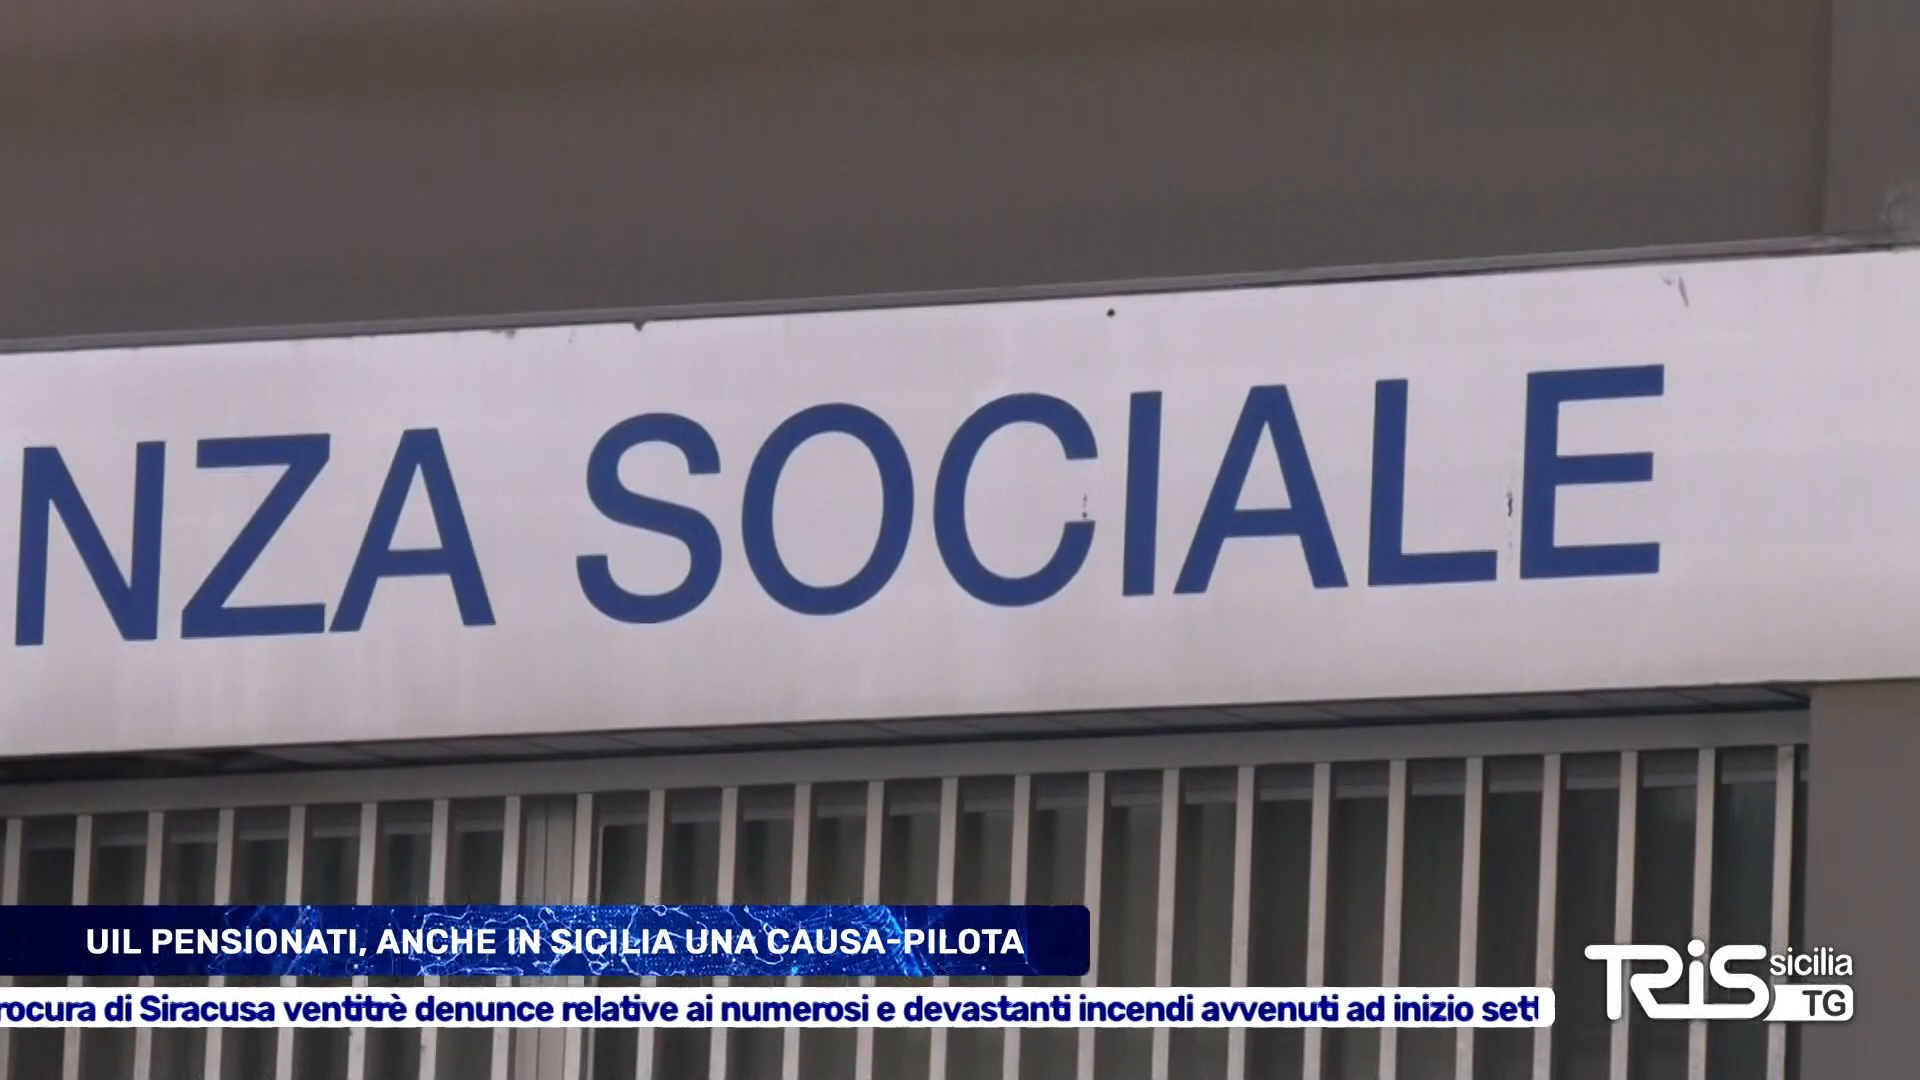 NZA SOCIALE
UIL PENSIONATI, ANCHE IN SICILIA UNA CAUSA-PILOTA
rocura di Siracusa ventitrè denunce relative ai numerosi e devastanti incendi avvenuti ad inizio sett
TRIS sicilia
TG